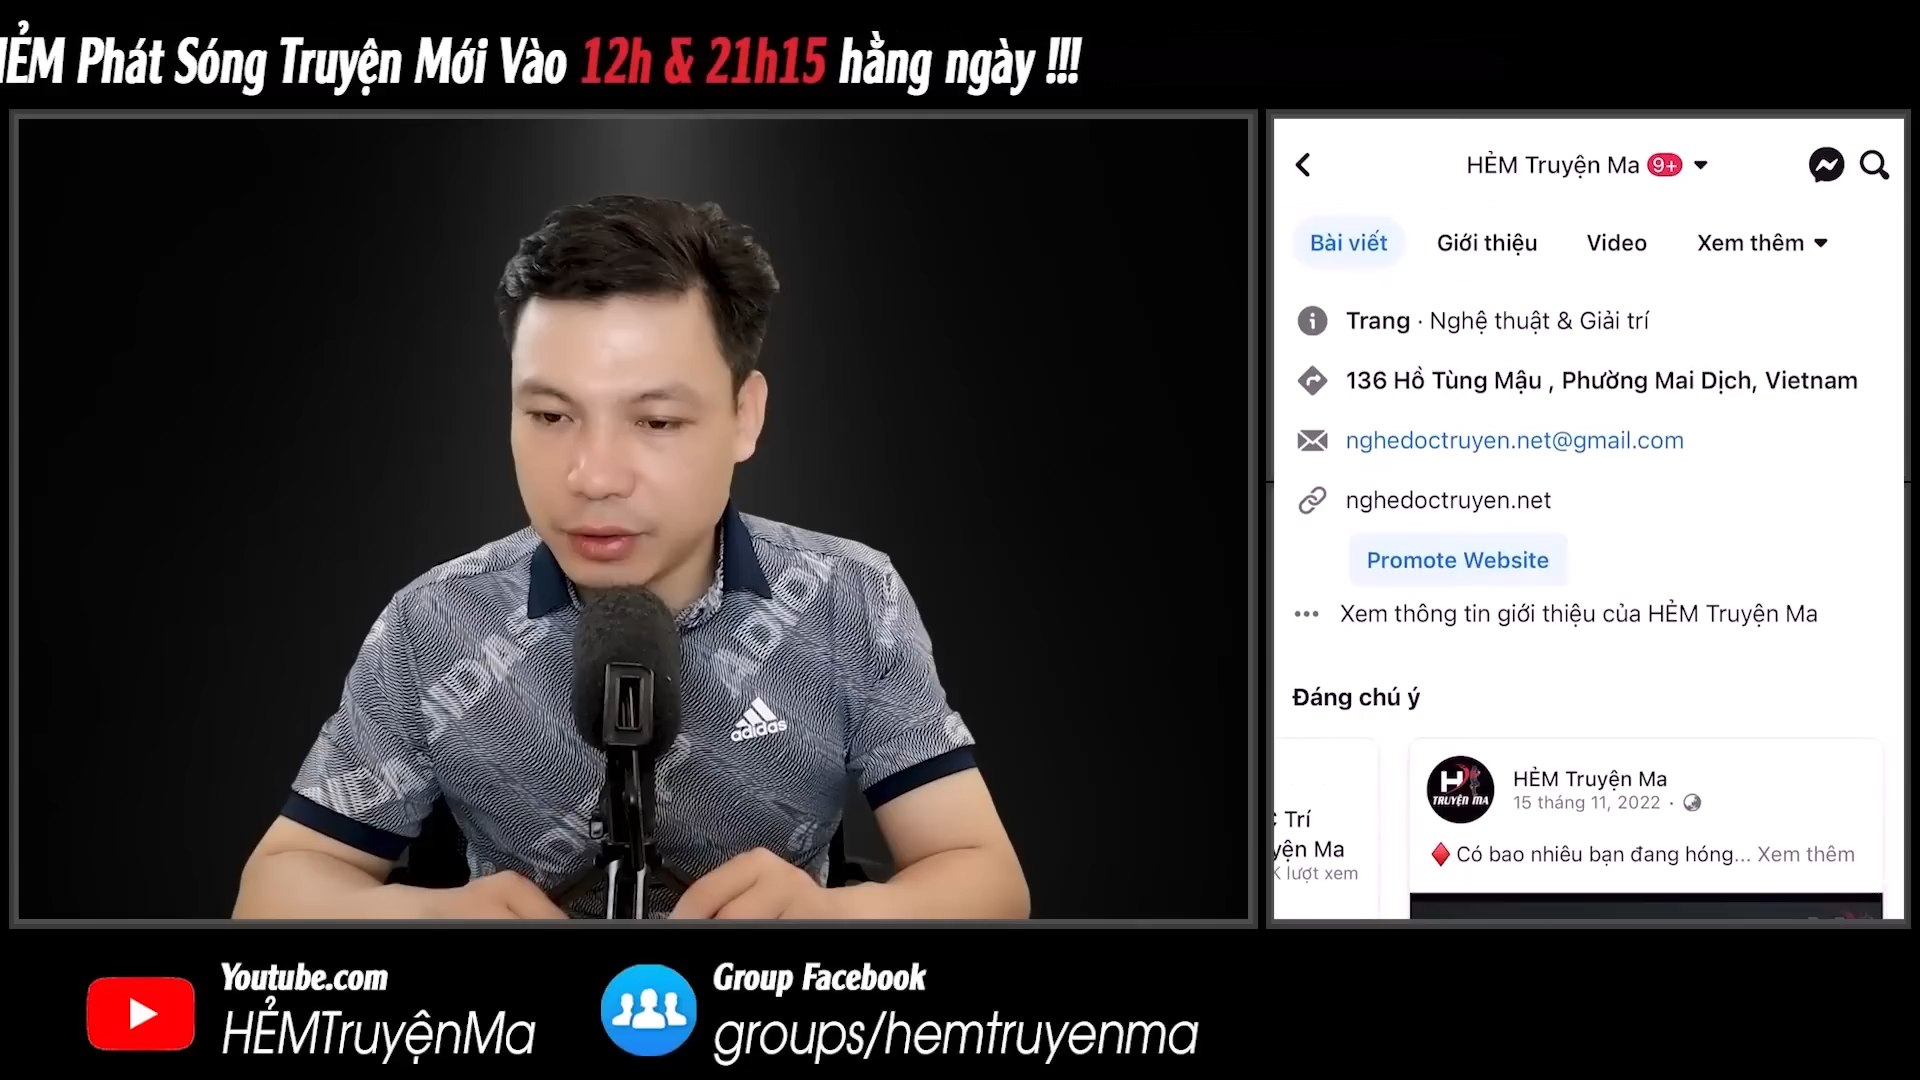 HẺM Phát Sóng Truyện Mới Vào 12h & 21h15 hằng ngày !!!
HẺM Truyện Ma 9+
Bài viết Giới thiệu Video Xem thêm
Trang · Nghệ thuật & Giải trí
136 Hồ Tùng Mậu , Phường Mai Dịch, Vietnam
nghedoctruyen.net@gmail.com
nghedoctruyen.net
Promote Website
Xem thông tin giới thiệu của HẺM Truyện Ma
Đáng chú ý
Trí
yện Ma
K lượt xem
H
TRUYỆN MA
HẺM Truyện Ma
15 tháng 11, 2022 ·
Có bao nhiêu bạn đang hóng... Xem thêm
adidas
Youtube.com
HẺMTruyệnMa
Group Facebook
groups/hemtruyenma